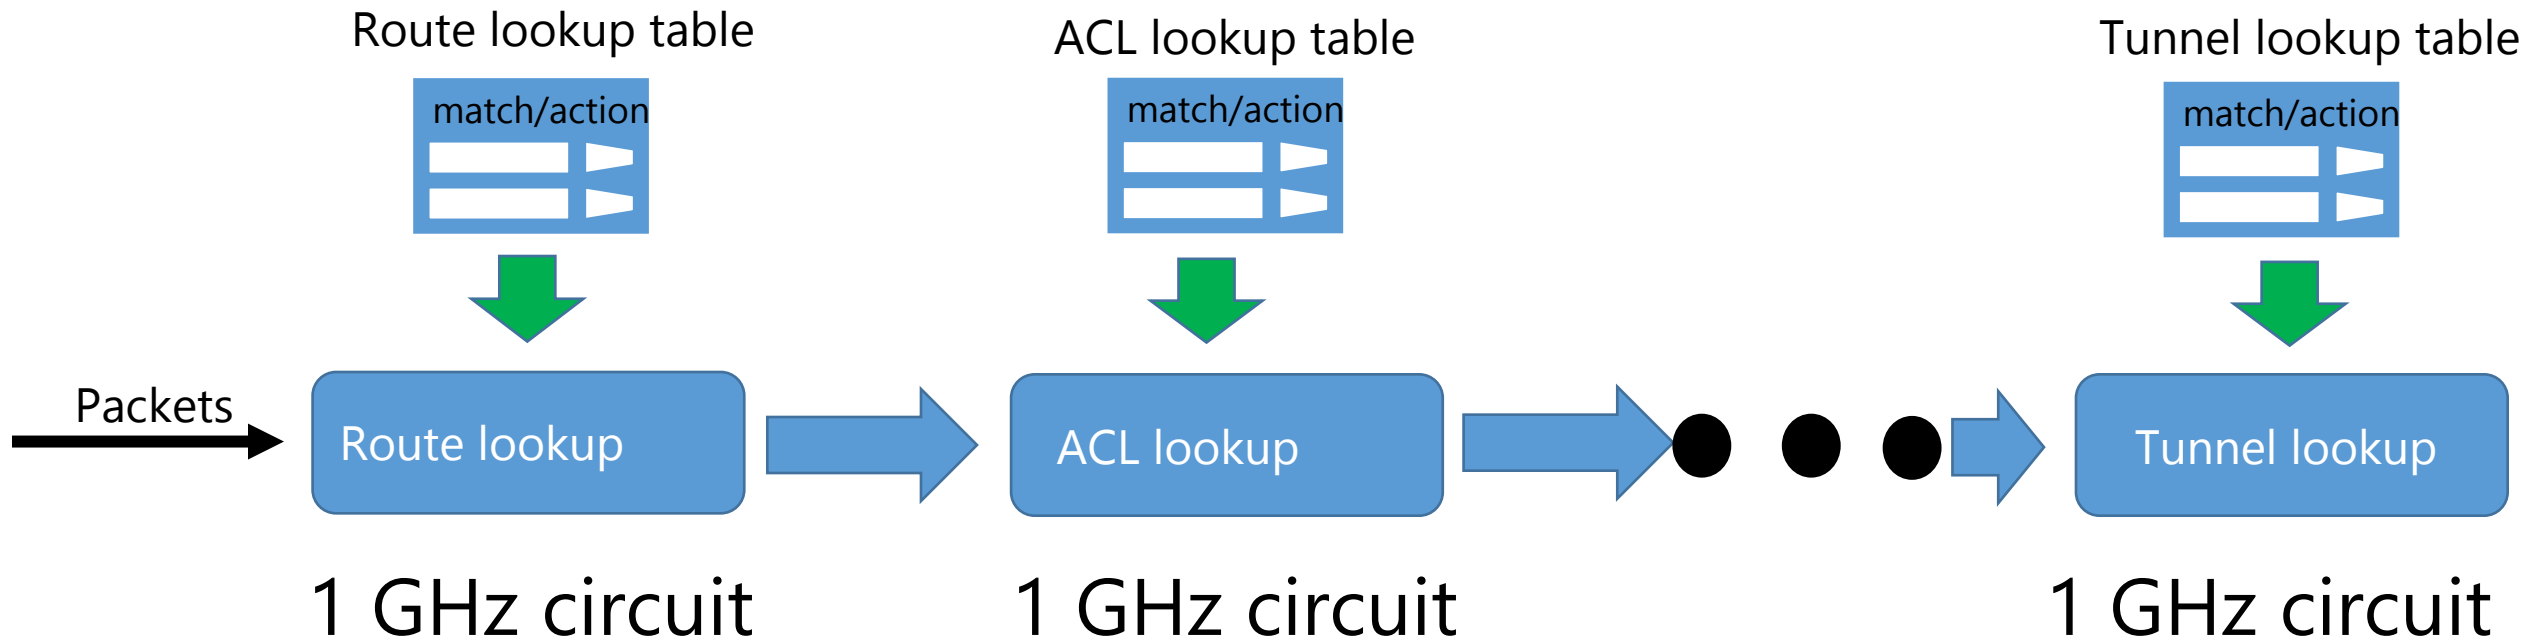 Route lookup table
ACL lookup table
Tunnel lookup table
match/action
match/action
match/action
Packets
Route lookup
ACL lookup
Tunnel lookup
1 GHz circuit
1 GHz circuit
1 GHz circuit